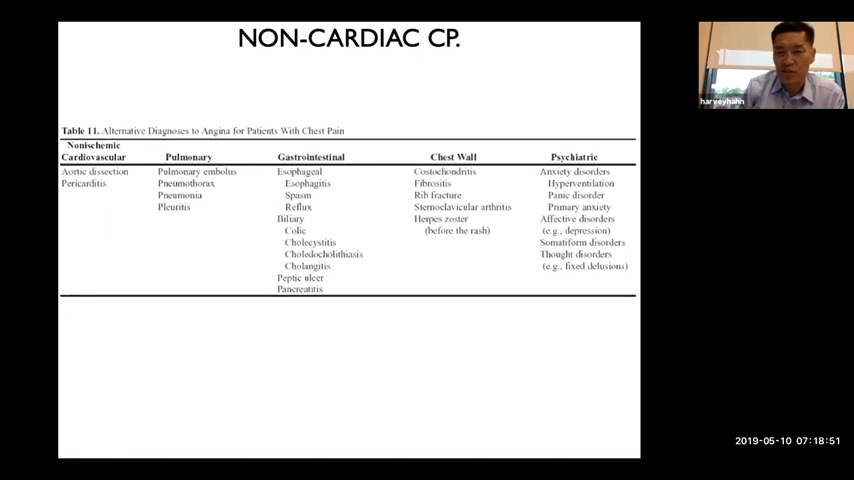 NON-CARDIAC CP.
harveyhahn
Table 11. Alternative Diagnoses to Angina for Patients With Chest Pain
Nonischemic
Cardiovascular Pulmonary Gastrointestinal Chest Wall Psychiatric
Aortic dissection Pulmonary embolus Esophageal Costochondritis Anxiety disorders
Pericarditis Pneumothorax Esophagitis Fibrositis Hyperventilation
Pneumonia Spasm Rib fracture Panic disorder
Pleuritis Reflux Sternoclavicular arthritis Primary anxiety
Biliary Herpes zoster Affective disorders
Colic (before the rash) (e.g., depression)
Cholecystitis Somatiform disorders
Choledocholithiasis Thought disorders
Cholangitis (e.g., fixed delusions)
Peptic ulcer
Pancreatitis
2019-05-10 07:18:51